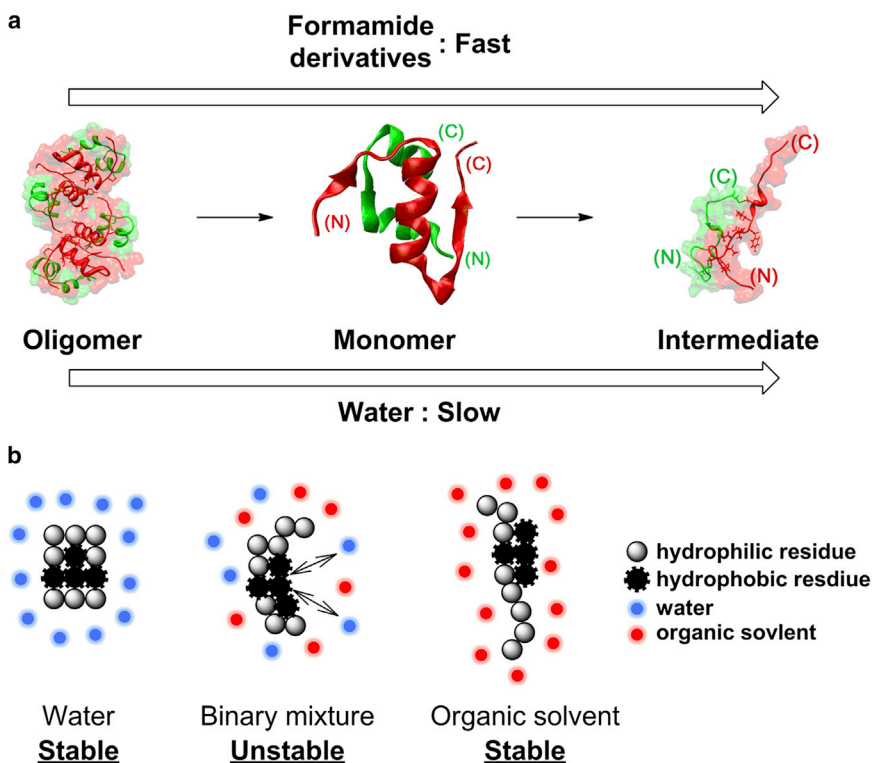 a
Formamide
derivatives : Fast
(C)
(C)
(N)
(N)
(C)
(C)
(N)
(N)
Oligomer
Monomer
Intermediate
Water : Slow
b
hydrophilic residue
hydrophobic resdiue
water
organic sovlent
Water
Binary mixture
Organic solvent
Stable
Unstable
Stable